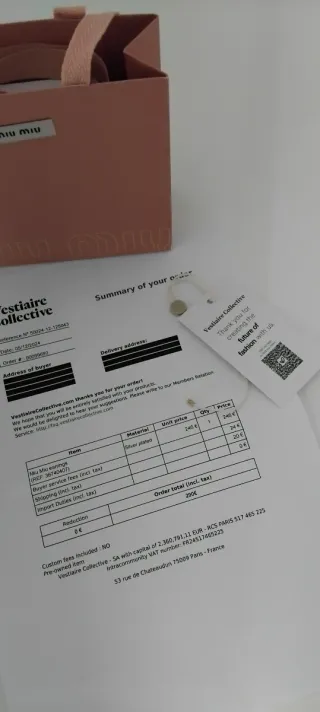 MIU MIU
Vestiaire
Collective
Summary of your order
Address of buyer
Delivery address:
Vestiaire Collective
Thank you for
creating the
future of
fashion with us
VestiaireCollective.com thanks you for your order!
We hope that you will be entirely satisfied with your products.
We would be delighted to hear your suggestions. Please write to our Members Relation
Service.
Item Material Unit price Qty Price
Miu Miu earrings Silver plated 240 € 1 240 €
Buyer service fees (incl. tax) 24 €
Shipping (incl. tax) 20 €
Import Duties (incl. tax) 0 €
Reduction Order total (incl. tax)
0 €
Custom fees included : NO
Pre-owned item
Vestiaire Collective - SA with capital of 2,360,791.11 EUR - RCS PARIS 517 465 225
Intracommunity VAT number: FR24517465225
53 rue de Chateaudun 75009 Paris - France